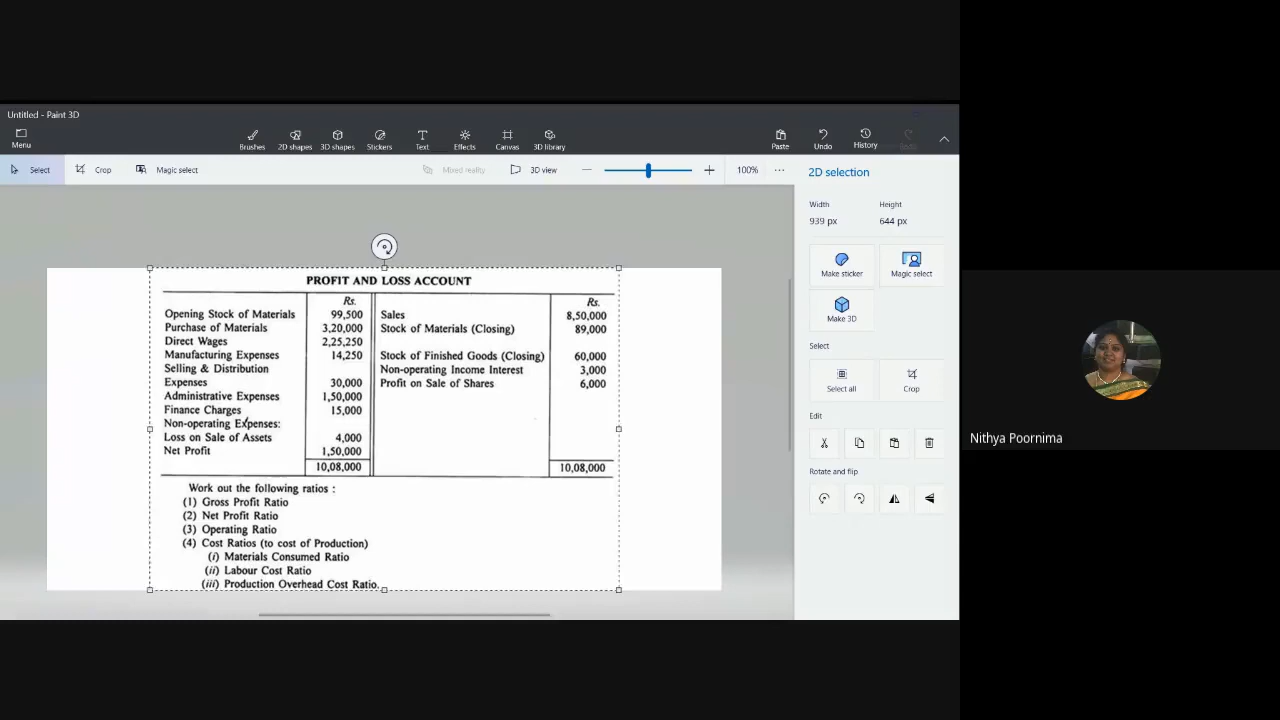 Untitled - Paint 3D
Menu
Brushes 2D shapes 3D shapes Stickers Text Effects Canvas 3D library Paste Undo History
Select Crop Magic select Mixed reality 3D view 100% ...
2D selection
Width Height
939 px 644 px
Make sticker Magic select
Make 3D
Select
Select all Crop
Edit
Rotate and flip
PROFIT AND LOSS ACCOUNT
Rs. Rs.
Opening Stock of Materials 99,500 Sales 8,50,000
Purchase of Materials 3,20,000 Stock of Materials (Closing) 89,000
Direct Wages 2,25,250
Manufacturing Expenses 14,250 Stock of Finished Goods (Closing) 60,000
Selling & Distribution Non-operating Income Interest 3,000
Expenses 30,000 Profit on Sale of Shares 6,000
Administrative Expenses 1,50,000
Finance Charges 15,000
Non-operating Expenses:
Loss on Sale of Assets 4,000
Net Profit 1,50,000
10,08,000 10,08,000
Work out the following ratios :
(1) Gross Profit Ratio
(2) Net Profit Ratio
(3) Operating Ratio
(4) Cost Ratios (to cost of Production)
(i) Materials Consumed Ratio
(ii) Labour Cost Ratio
(iii) Production Overhead Cost Ratio.
Nithya Poornima